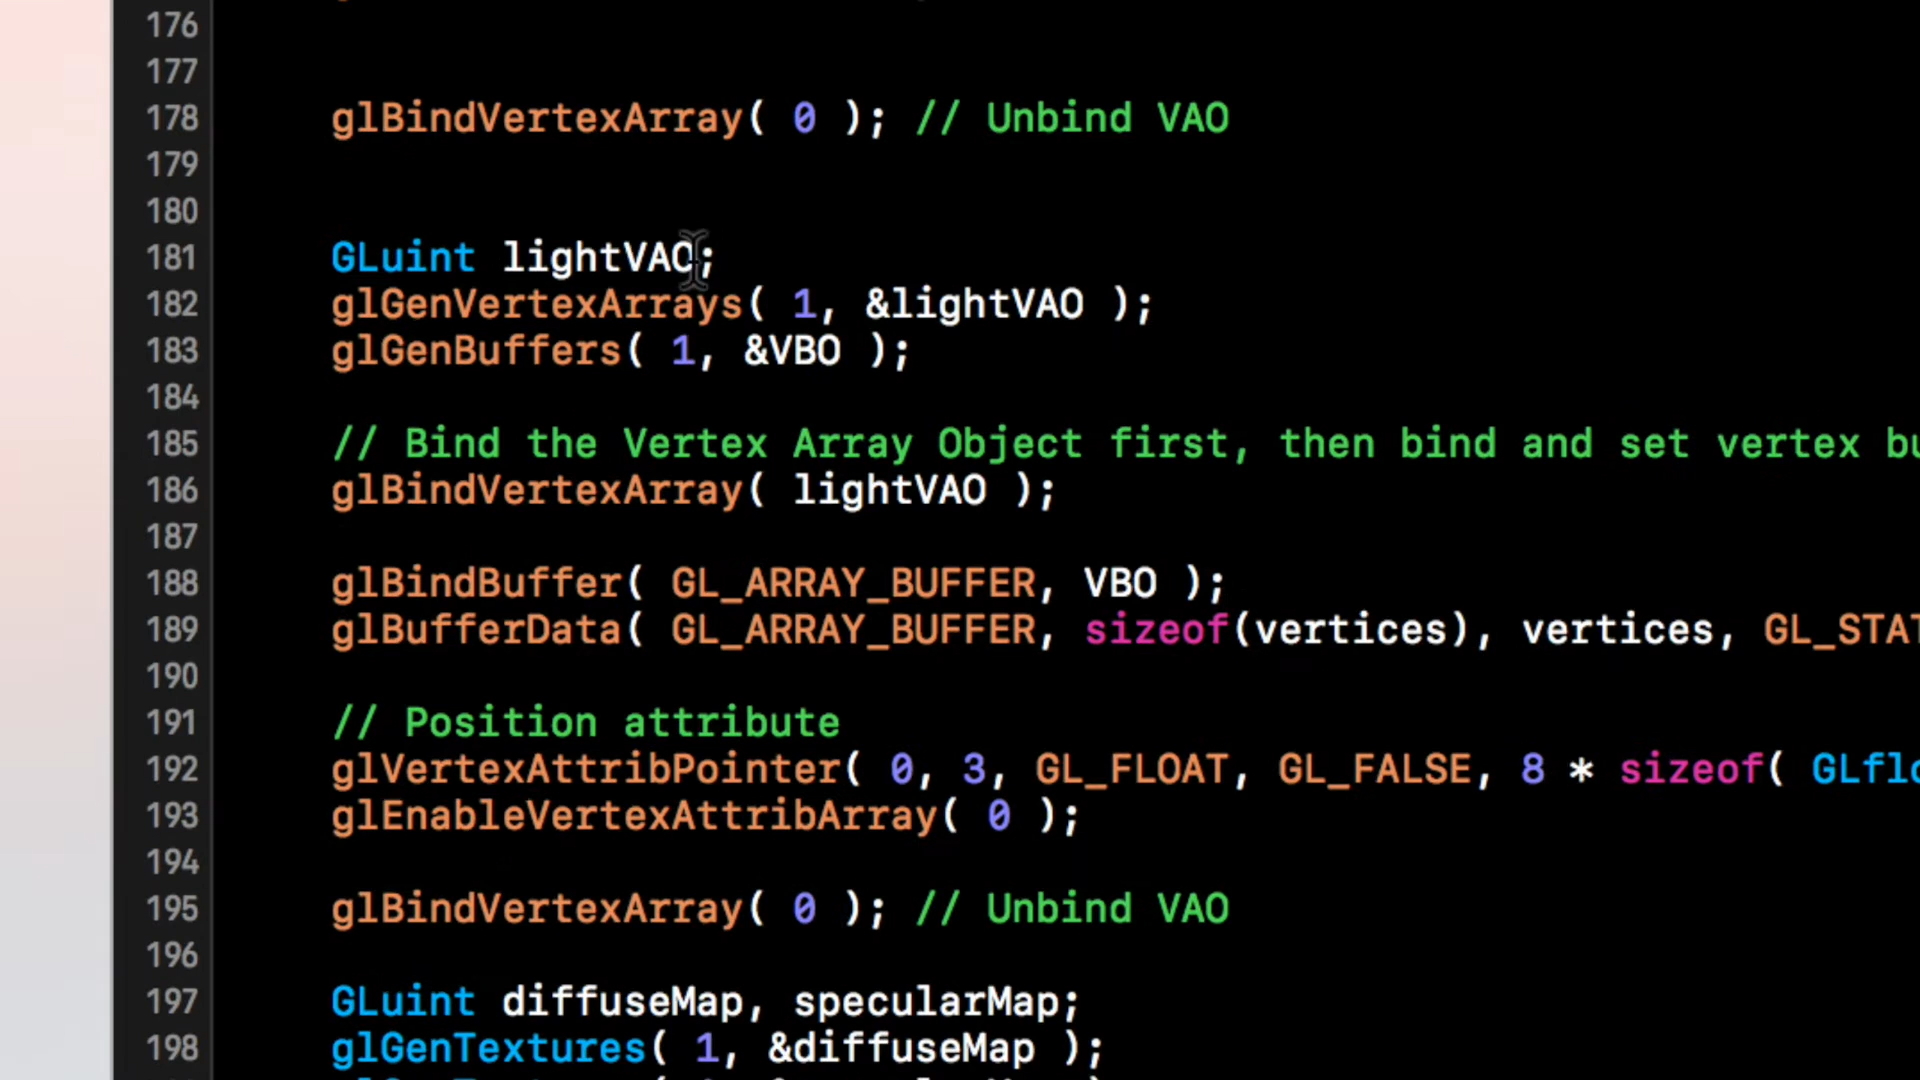 176
177
178 glBindVertexArray( 0 ); // Unbind VAO
179
180
181 GLuint lightVAO;
182 glGenVertexArrays( 1, &lightVAO );
183 glGenBuffers( 1, &VBO );
184
185 // Bind the Vertex Array Object first, then bind and set vertex bu
186 glBindVertexArray( lightVAO );
187
188 glBindBuffer( GL_ARRAY_BUFFER, VBO );
189 glBufferData( GL_ARRAY_BUFFER, sizeof(vertices), vertices, GL_STAT
190
191 // Position attribute
192 glVertexAttribPointer( 0, 3, GL_FLOAT, GL_FALSE, 8 * sizeof( GLflo
193 glEnableVertexAttribArray( 0 );
194
195 glBindVertexArray( 0 ); // Unbind VAO
196
197 GLuint diffuseMap, specularMap;
198 glGenTextures( 1, &diffuseMap );